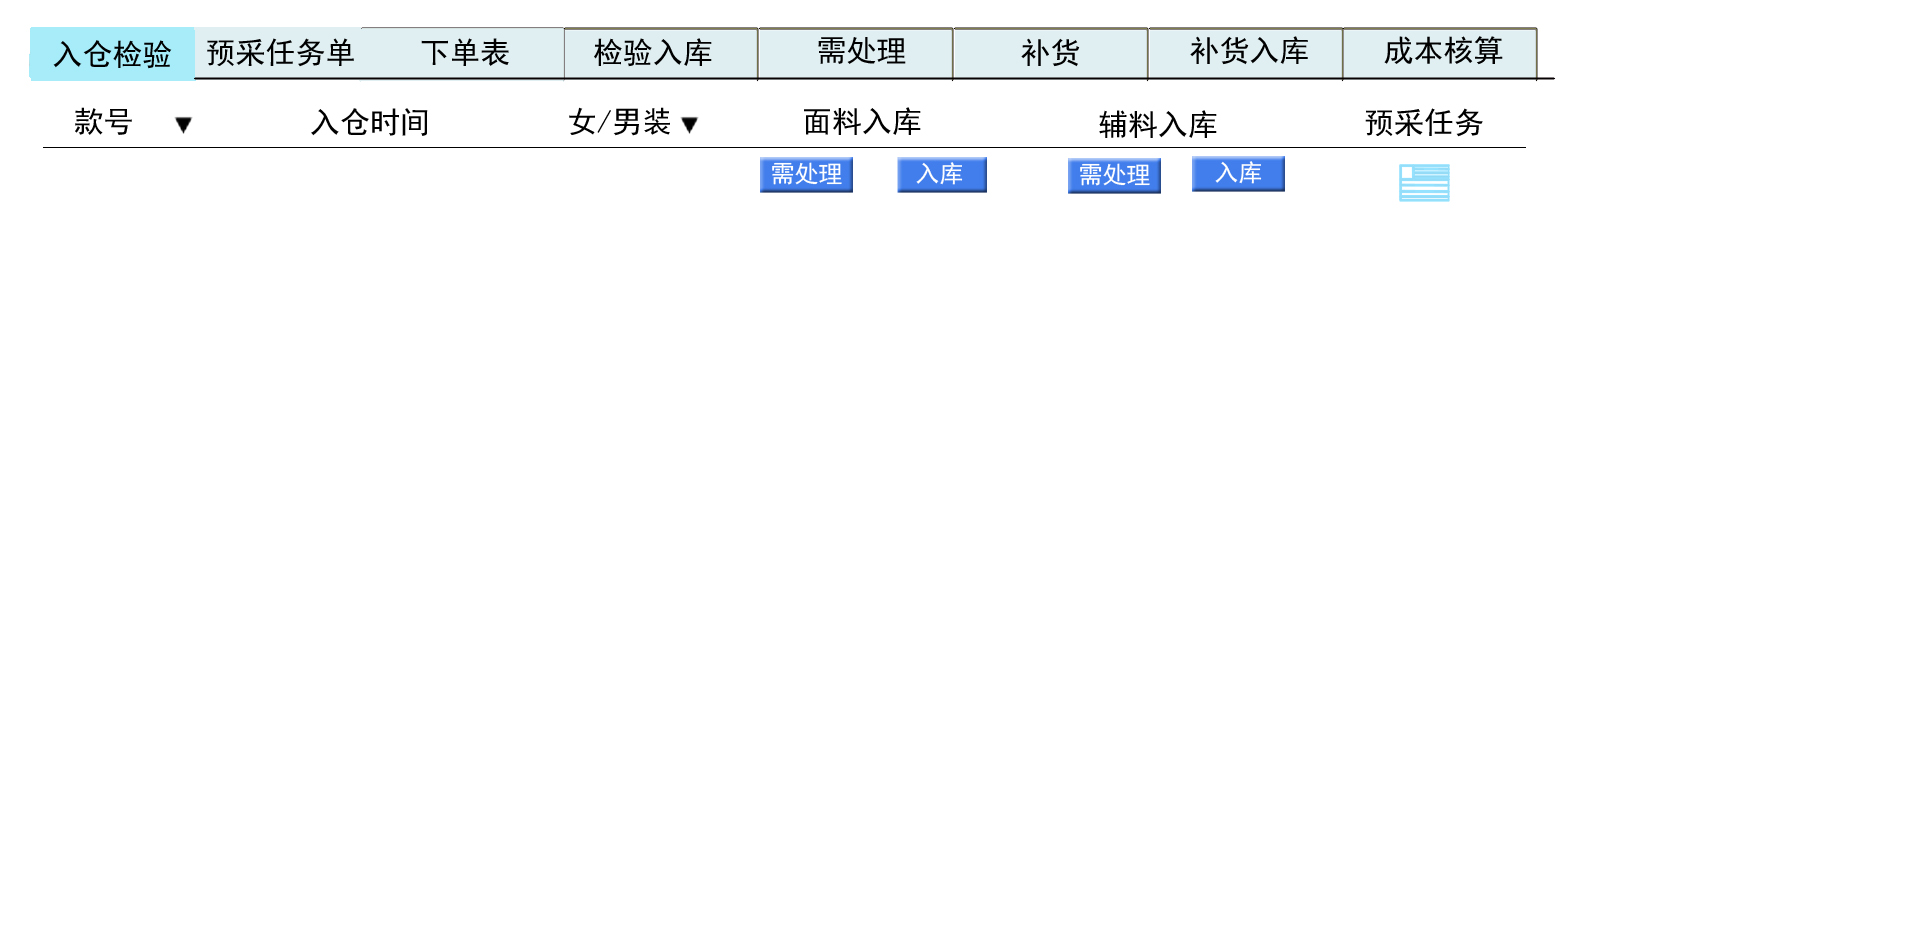 入仓检验 预采任务单 下单表 检验入库 需处理 补货 补货入库 成本核算
款号 ▼ 入仓时间 女/男装 ▼ 面料入库 辅料入库 预采任务
需处理 入库 需处理 入库